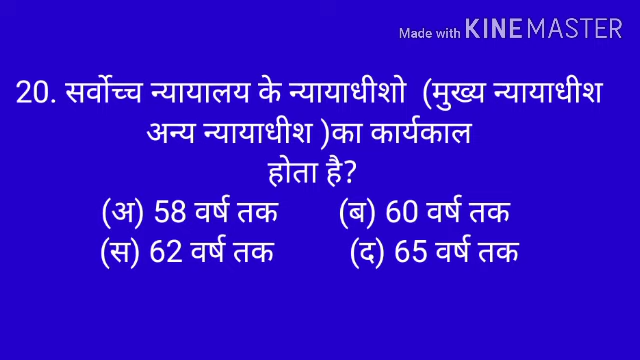 Made with KINEMASTER
20. सर्वोच्च न्यायालय के न्यायाधीशो (मुख्य न्यायाधीश
अन्य न्यायाधीश )का कार्यकाल
होता है?
(अ) 58 वर्ष तक (ब) 60 वर्ष तक
(स) 62 वर्ष तक (द) 65 वर्ष तक